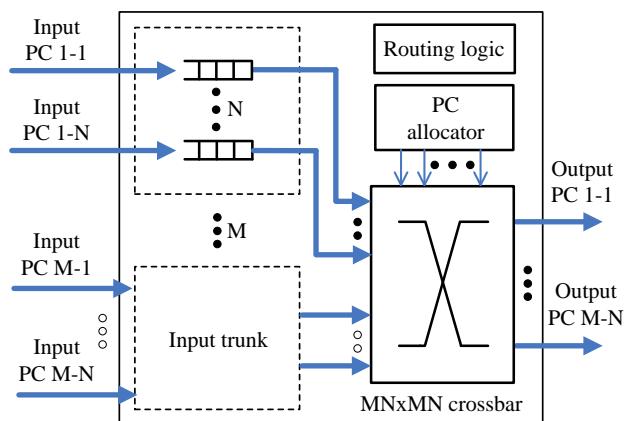 Input
PC 1-1
Routing logic
N
PC
allocator
Input
PC 1-N
Output
PC 1-1
M
Input
PC M-1
Input trunk
Output
PC M-N
Input
PC M-N
MNxMN crossbar